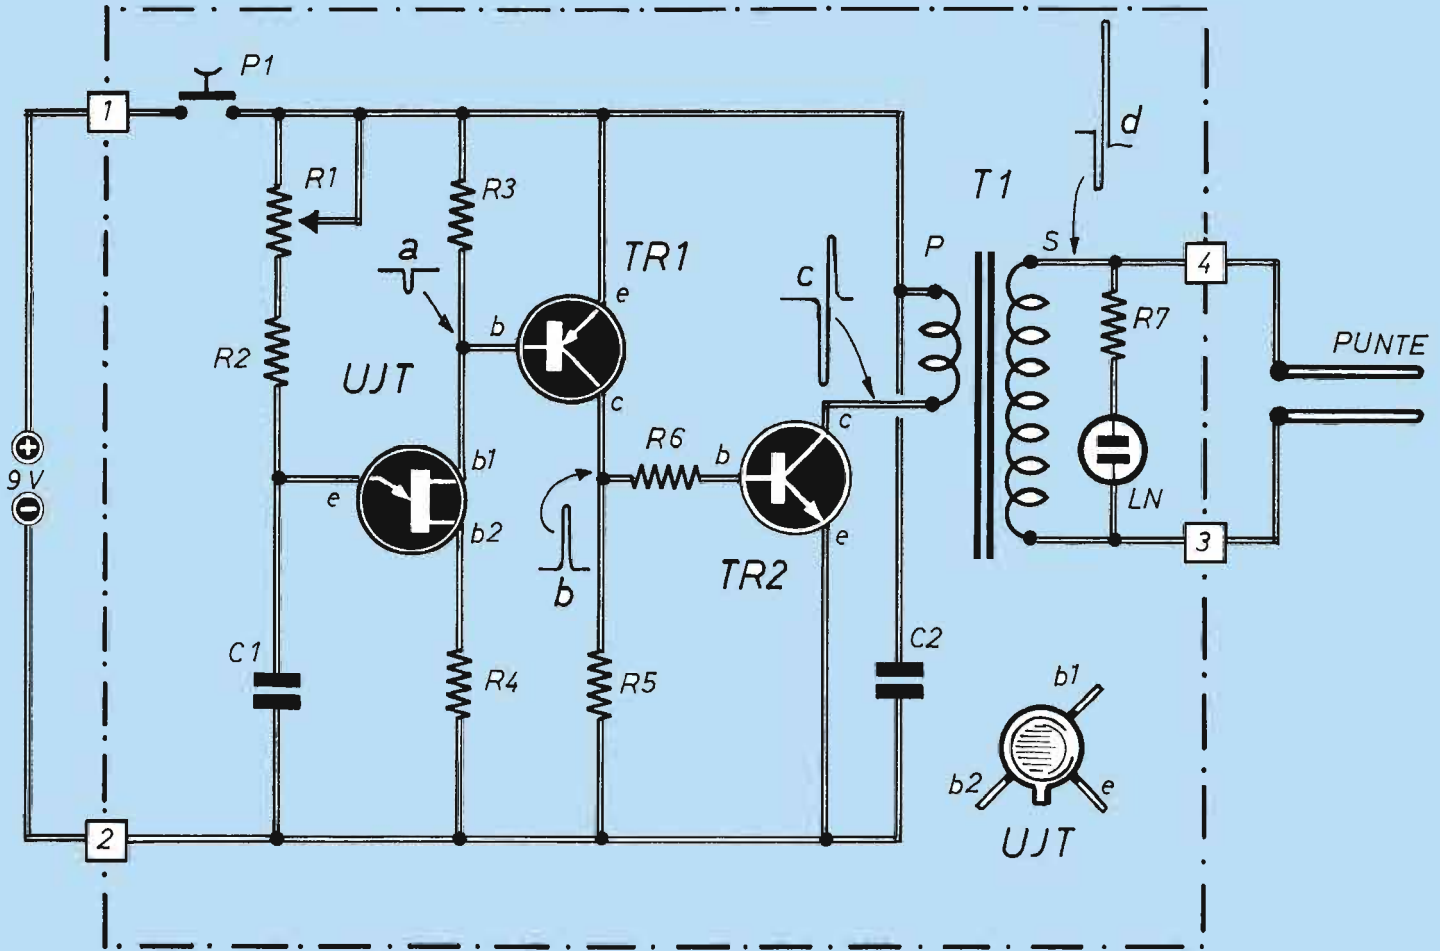 P1
1
R1
R3
TR1
T1
d
P
S
4
a
e
b
c
c
R2
UJT
R7
PUNTE
+
9 V
−
b1
e
b2
R6
b
c
e
LN
3
b
TR2
C1
R4
R5
C2
b1
b2
e
UJT
2